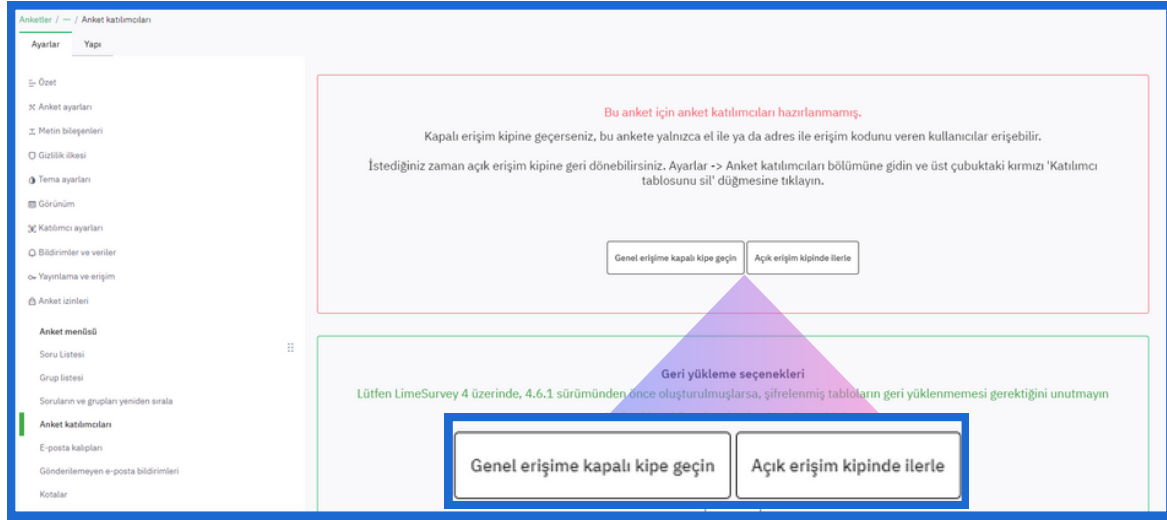 Anketler / ··· / Anket katılımcıları
Ayarlar Yapı
Özet
Anket ayarları
Metin bileşenleri
Gizlilik ilkesi
Tema ayarları
Görünüm
Katılımcı ayarları
Bildirimler ve veriler
Yayınlama ve erişim
Anket izinleri
Anket menüsü
Soru Listesi
Grup listesi
Soruların ve grupları yeniden sırala
Anket katılımcıları
E-posta kalıpları
Gönderilemeyen e-posta bildirimleri
Kotalar
Bu anket için anket katılımcıları hazırlanmamış.
Kapalı erişim kipine geçerseniz, bu ankete yalnızca el ile ya da adres ile erişim kodunu veren kullanıcılar erişebilir.
İstediğiniz zaman açık erişim kipine geri dönebilirsiniz. Ayarlar -> Anket katılımcıları bölümüne gidin ve üst çubuktaki kırmızı 'Katılımcı
tablosunu sil' düğmesine tıklayın.
Genel erişime kapalı kipe geçin Açık erişim kipinde ilerle
Geri yükleme seçenekleri
Lütfen LimeSurvey 4 üzerinde, 4.6.1 sürümünden önce oluşturulmuşlarsa, şifrelenmiş tabloların geri yüklenmemesi gerektiğini unutmayın
Genel erişime kapalı kipe geçin Açık erişim kipinde ilerle